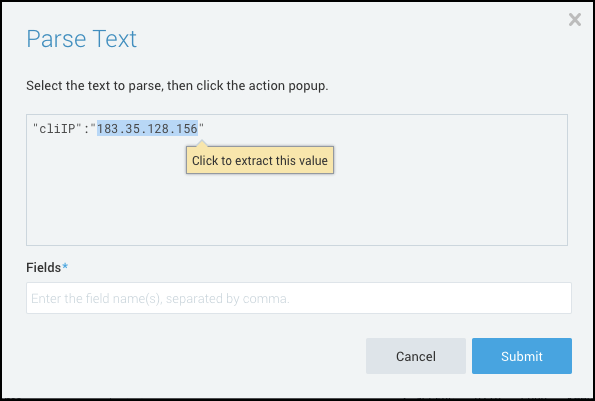 Parse Text
Select the text to parse, then click the action popup.
"cliIP":"183.35.128.156"
Click to extract this value
Fields*
Enter the field name(s), separated by comma.
Cancel
Submit